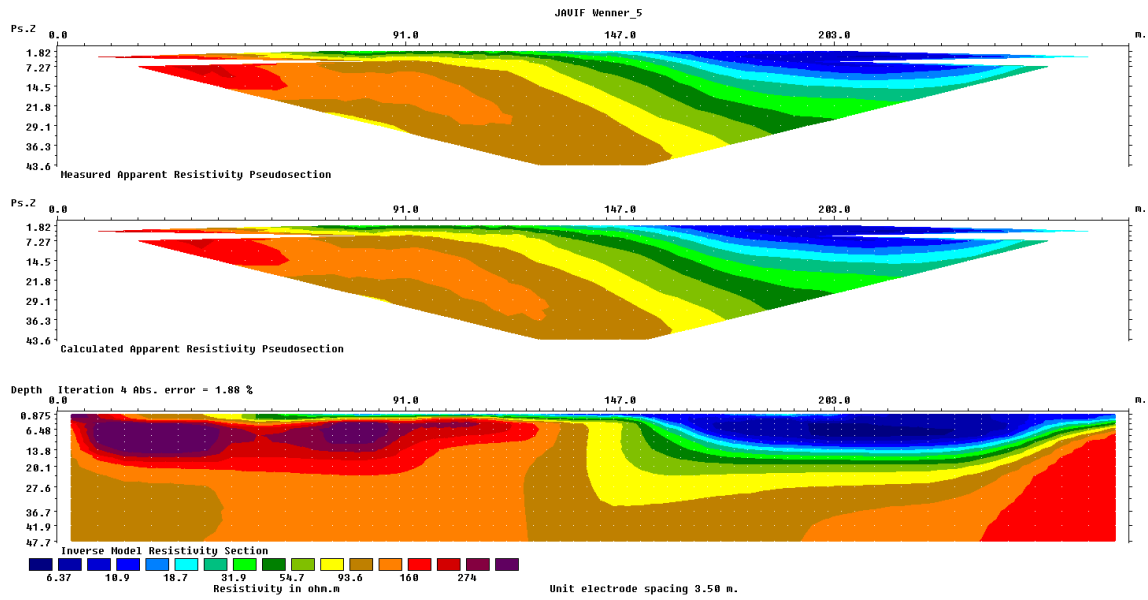 JAVIF Wenner_5
Ps.Z 0.0 91.0 147.0 203.0 m.
1.82
7.27
14.5
21.8
29.1
36.3
43.6
Measured Apparent Resistivity Pseudosection
Ps.Z 0.0 91.0 147.0 203.0 m.
1.82
7.27
14.5
21.8
29.1
36.3
43.6
Calculated Apparent Resistivity Pseudosection
Depth Iteration 4 Abs. error = 1.88 %
0.0 91.0 147.0 203.0 m.
0.875
6.48
13.8
20.1
27.6
36.7
41.9
47.7
Inverse Model Resistivity Section
6.37 10.9 18.7 31.9 54.7 93.6 160 274
Resistivity in ohm.m Unit electrode spacing 3.50 m.